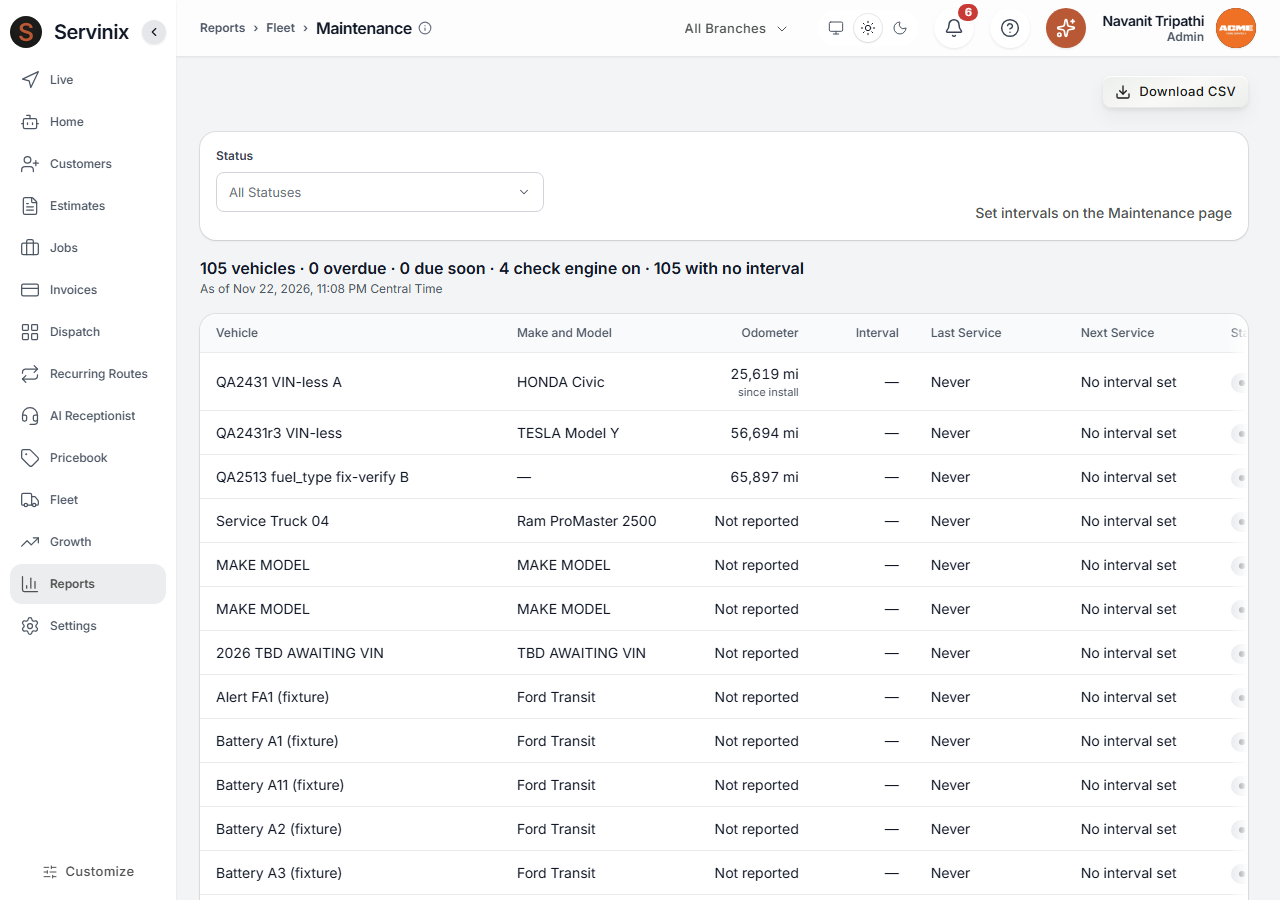 S Servinix
Reports › Fleet › Maintenance
All Branches
6
Navanit Tripathi
Admin
ACME
Live
Home
Customers
Estimates
Jobs
Invoices
Dispatch
Recurring Routes
AI Receptionist
Pricebook
Fleet
Growth
Reports
Settings
Customize
Download CSV
Status
All Statuses
Set intervals on the Maintenance page
105 vehicles · 0 overdue · 0 due soon · 4 check engine on · 105 with no interval
As of Nov 22, 2026, 11:08 PM Central Time
Vehicle Make and Model Odometer Interval Last Service Next Service
QA2431 VIN-less A HONDA Civic 25,619 mi — Never No interval set
since install
QA2431r3 VIN-less TESLA Model Y 56,694 mi — Never No interval set
QA2513 fuel_type fix-verify B — 65,897 mi — Never No interval set
Service Truck 04 Ram ProMaster 2500 Not reported — Never No interval set
MAKE MODEL MAKE MODEL Not reported — Never No interval set
MAKE MODEL MAKE MODEL Not reported — Never No interval set
2026 TBD AWAITING VIN TBD AWAITING VIN Not reported — Never No interval set
Alert FA1 (fixture) Ford Transit Not reported — Never No interval set
Battery A1 (fixture) Ford Transit Not reported — Never No interval set
Battery A11 (fixture) Ford Transit Not reported — Never No interval set
Battery A2 (fixture) Ford Transit Not reported — Never No interval set
Battery A3 (fixture) Ford Transit Not reported — Never No interval set